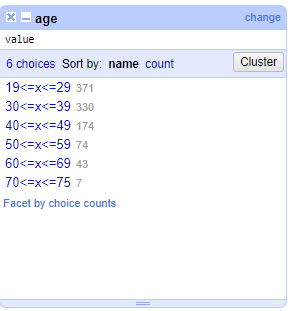 age change
value
6 choices Sort by: name count Cluster
19<=x<=29 371
30<=x<=39 330
40<=x<=49 174
50<=x<=59 74
60<=x<=69 43
70<=x<=75 7
Facet by choice counts